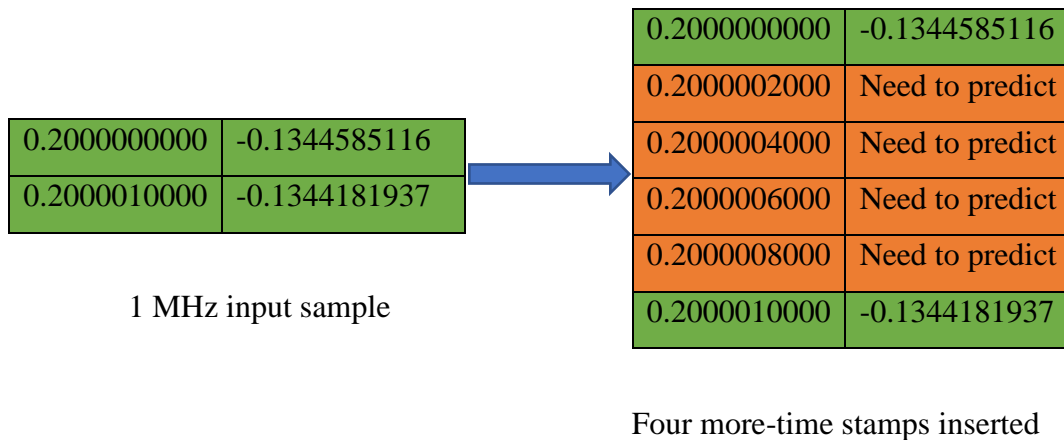 0.2000000000 -0.1344585116
0.2000010000 -0.1344181937
1 MHz input sample
0.2000000000 -0.1344585116
0.2000002000 Need to predict
0.2000004000 Need to predict
0.2000006000 Need to predict
0.2000008000 Need to predict
0.2000010000 -0.1344181937
Four more-time stamps inserted